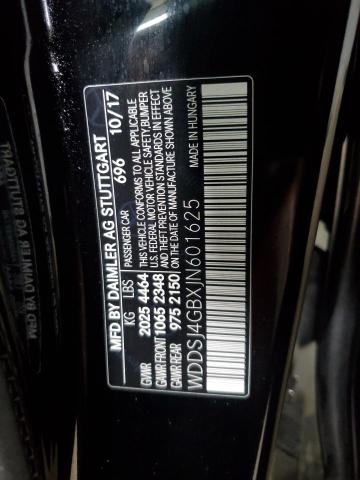 MFD BY DAIMLER AG STUTTGART 10/17
KG LBS PASSENGER CAR 696
GVWR 2025 4464 THIS VEHICLE CONFORMS TO ALL APPLICABLE
GAWR FRONT 1065 2348 U.S. FEDERAL MOTOR VEHICLE SAFETY, BUMPER
GAWR REAR 975 2150 AND THEFT PREVENTION STANDARDS IN EFFECT
ON THE DATE OF MANUFACTURE SHOWN ABOVE
WDDSJ4GBXJN601625 MADE IN HUNGARY